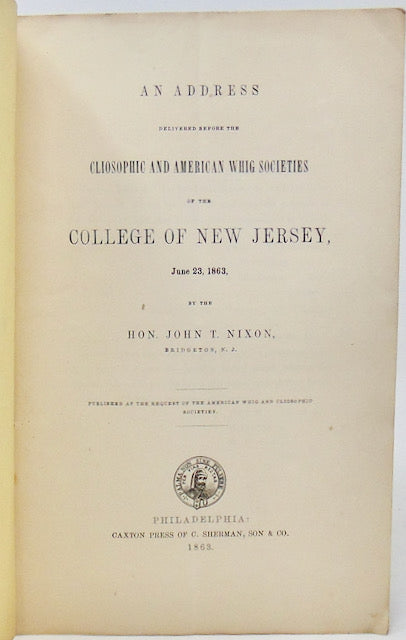 AN ADDRESS
DELIVERED BEFORE THE
CLIOSOPHIC AND AMERICAN WHIG SOCIETIES
OF THE
COLLEGE OF NEW JERSEY,
June 23, 1863,
BY THE
HON. JOHN T. NIXON,
BRIDGETON, N. J.
PUBLISHED AT THE REQUEST OF THE AMERICAN WHIG AND CLIOSOPHIC
SOCIETIES.
PHILADELPHIA:
CAXTON PRESS OF C. SHERMAN, SON & CO.
1863.